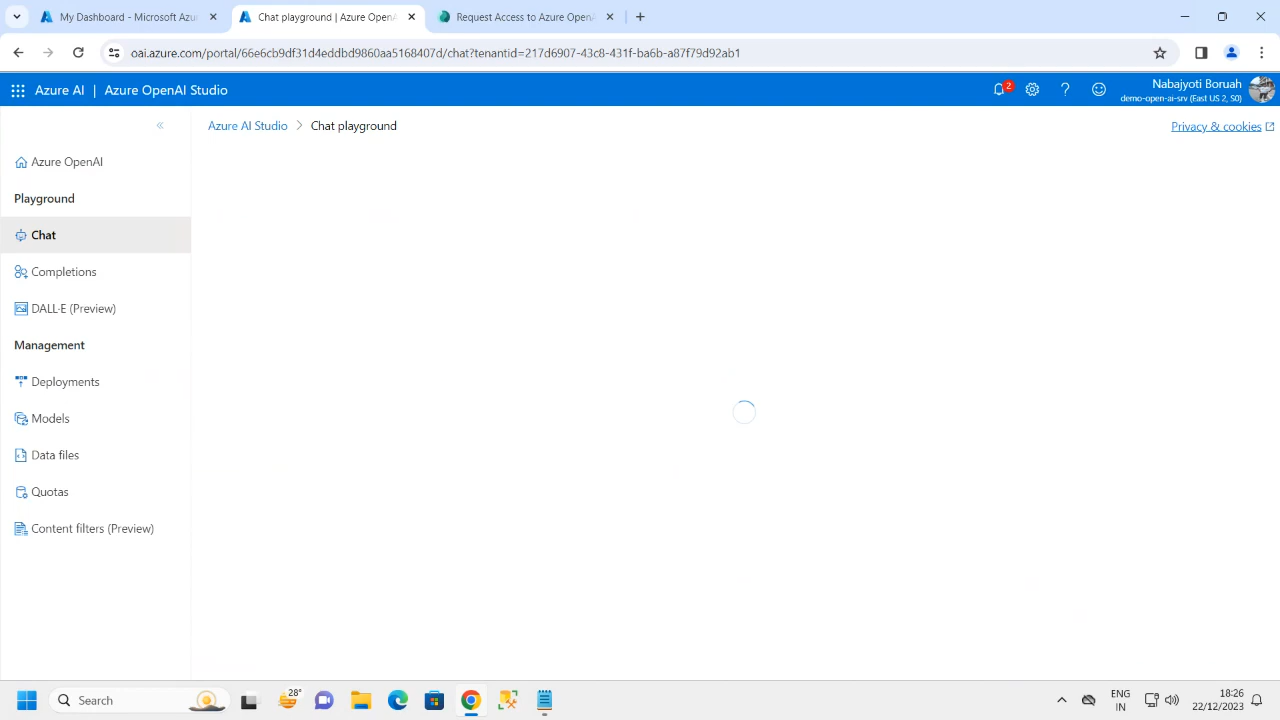 My Dashboard - Microsoft Azu
Chat playground | Azure OpenA
Request Access to Azure OpenA
oai.azure.com/portal/66e6cb9df31d4eddbd9860aa5168407d/chat?tenantid=217d6907-43c8-431f-ba6b-a87f79d92ab1
Azure AI | Azure OpenAI Studio
2
Nabajyoti Boruah
demo-open-ai-srv (East US 2, S0)
Azure AI Studio > Chat playground
Privacy & cookies
Azure OpenAI
Playground
Chat
Completions
DALL·E (Preview)
Management
Deployments
Models
Data files
Quotas
Content filters (Preview)
Search
28°
ENG
IN
18:26
22/12/2023